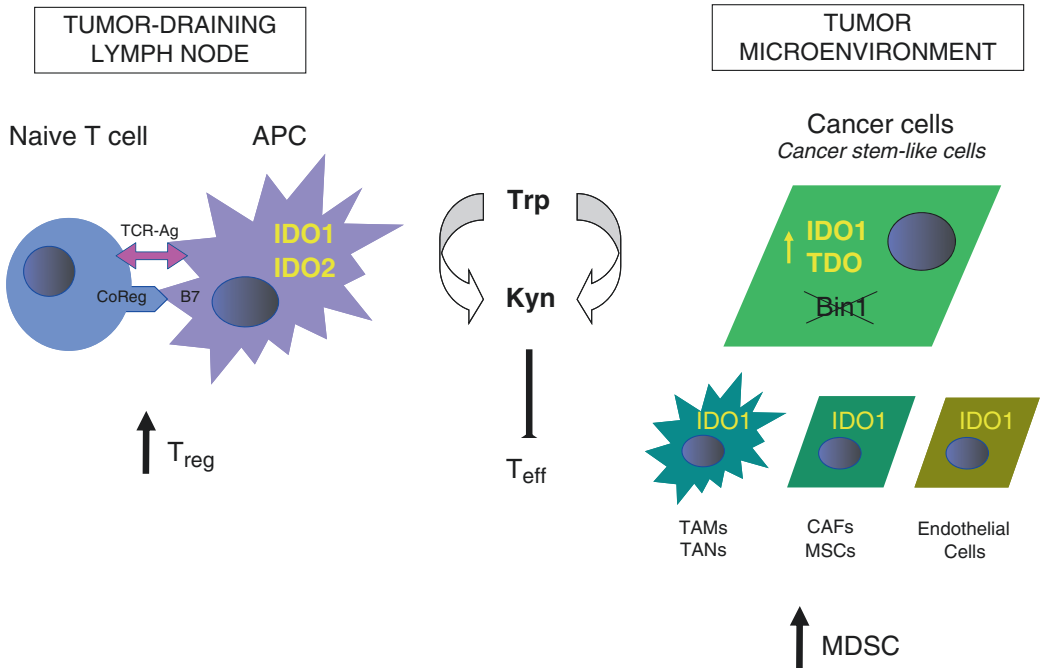 TUMOR-DRAINING
LYMPH NODE
Naive T cell
APC
TCR-Ag
IDO1
IDO2
CoReg
B7
Treg
Trp
Kyn
Teff
TUMOR
MICROENVIRONMENT
Cancer cells
Cancer stem-like cells
IDO1
TDO
Bin1
IDO1
IDO1
IDO1
TAMs
TANs
CAFs
MSCs
Endothelial
Cells
MDSC